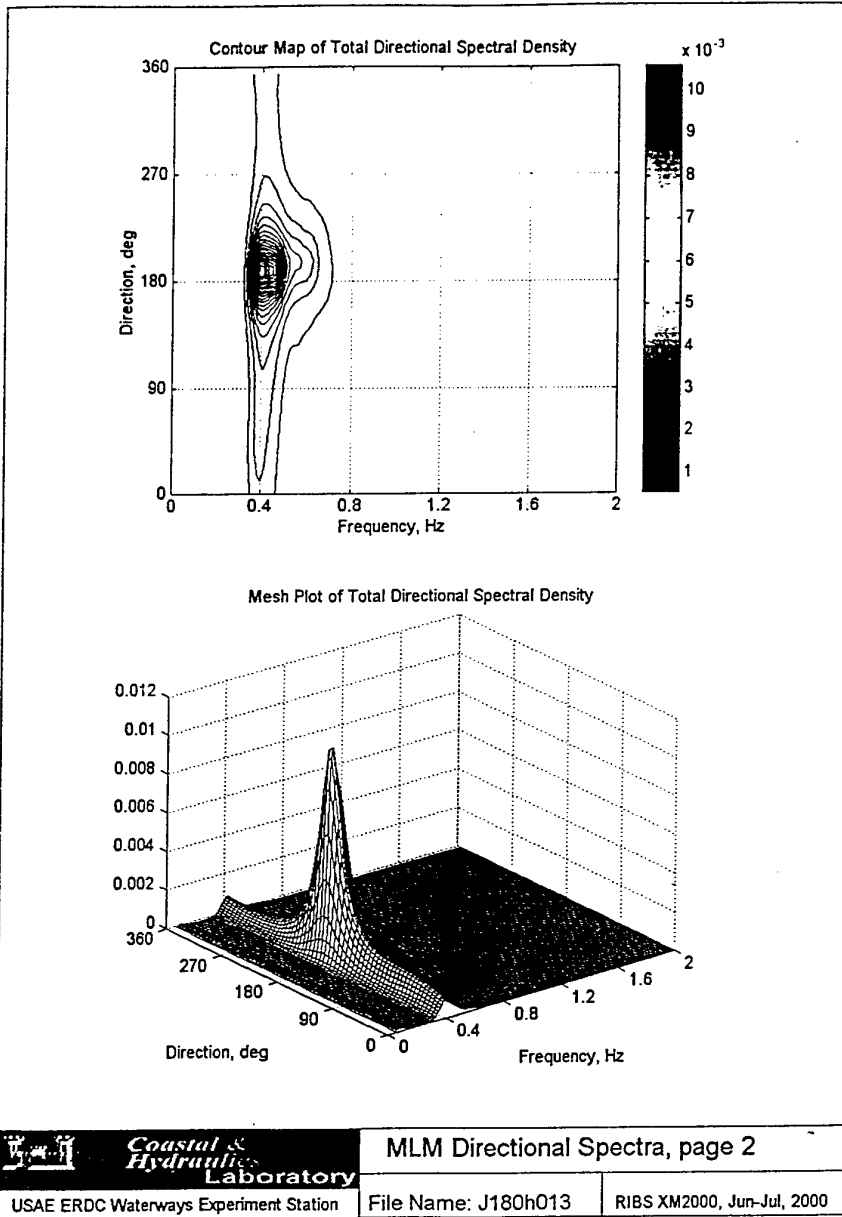 Contour Map of Total Directional Spectral Density
x 10-3
360
270
180
90
0
Direction, deg
0 0.4 0.8 1.2 1.6 2
Frequency, Hz
10
9
8
7
6
5
4
3
2
1
Mesh Plot of Total Directional Spectral Density
0.012
0.01
0.008
0.006
0.004
0.002
0
360
270
180
90
0
0
0.4
0.8
1.2
1.6
2
Direction, deg
Frequency, Hz
Coastal &
Hydraulics
Laboratory
USAE ERDC Waterways Experiment Station
MLM Directional Spectra, page 2
File Name: J180h013
RIBS XM2000, Jun-Jul, 2000